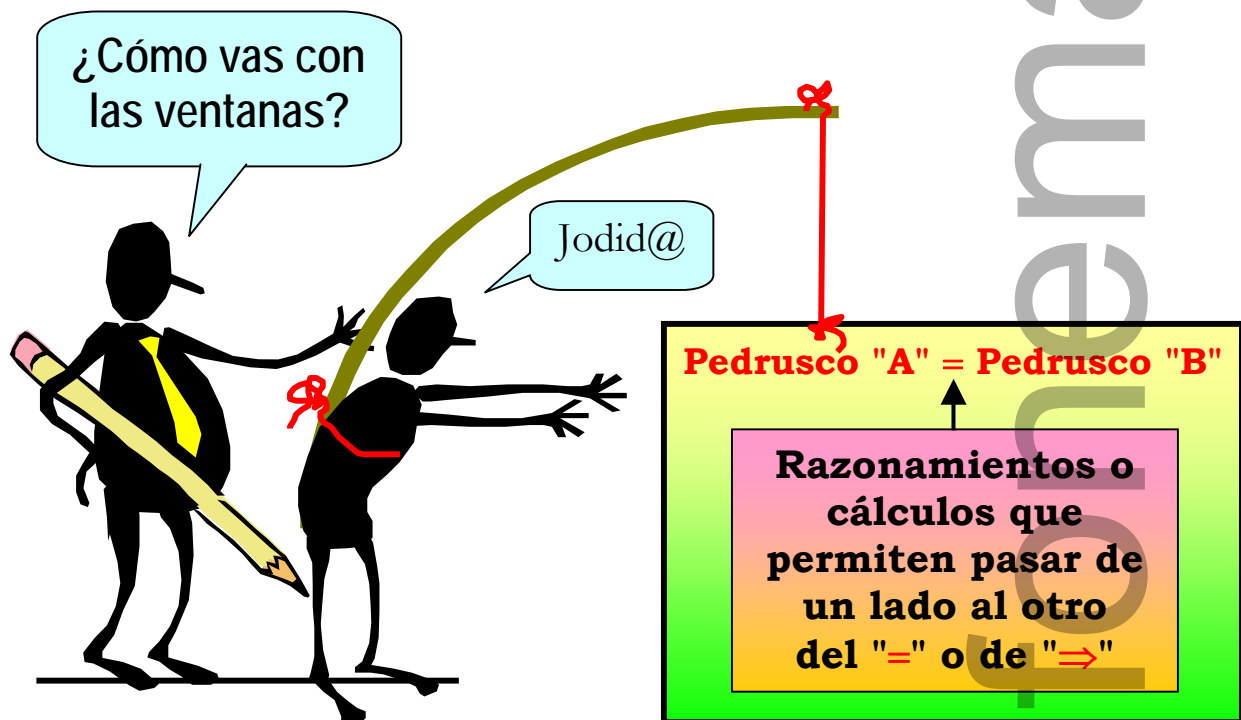 ¿Cómo vas con
las ventanas?
Jodid@
Pedrusco "A" = Pedrusco "B"
Razonamientos o
cálculos que
permiten pasar de
un lado al otro
del "=" o de "⇒"
fonema